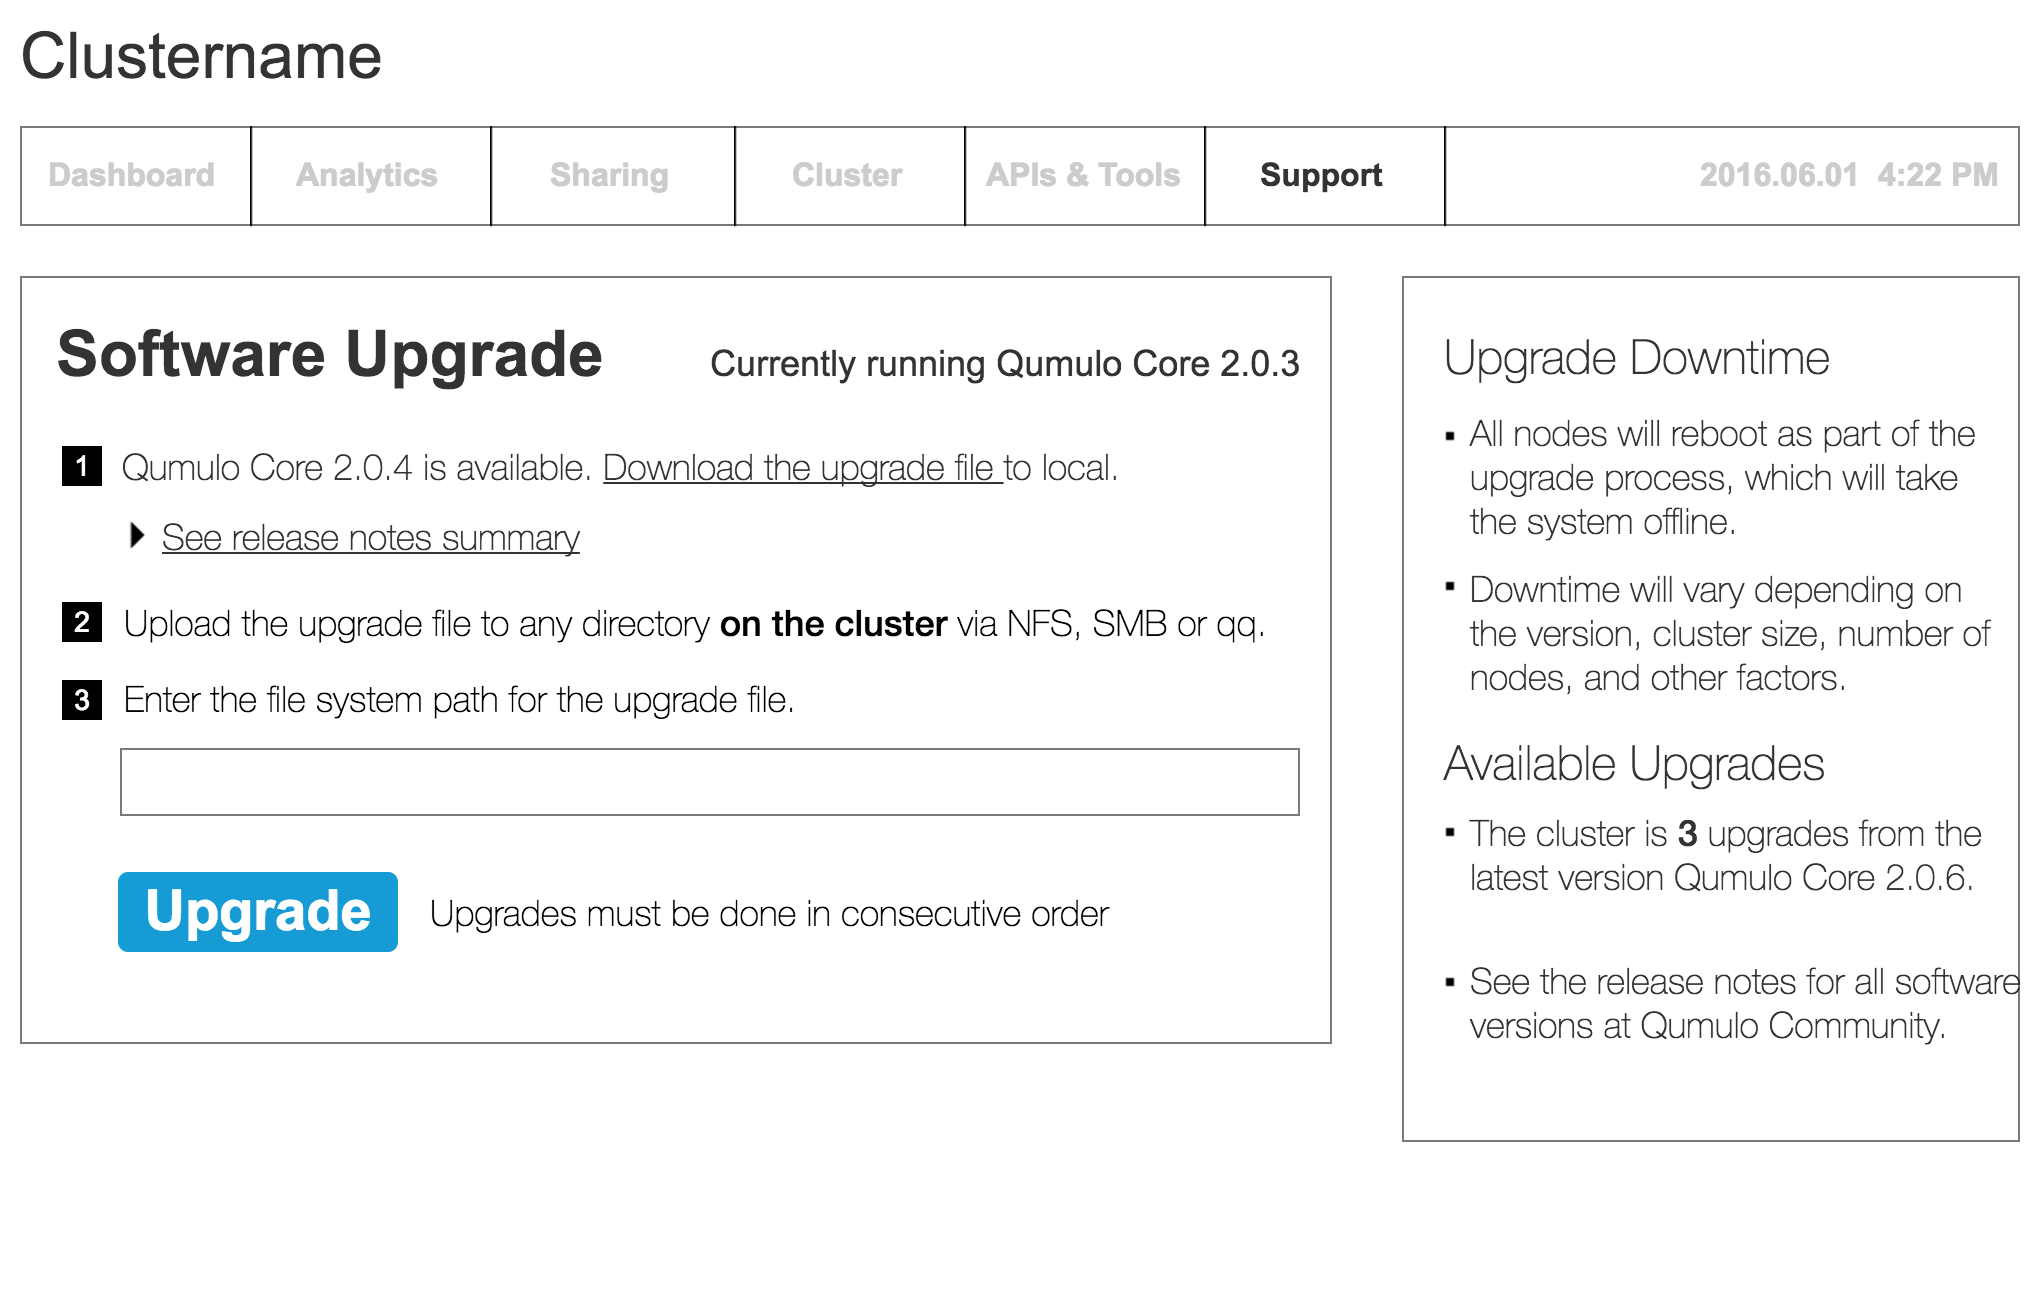 Clustername
Dashboard Analytics Sharing Cluster APIs & Tools Support 2016.06.01 4:22 PM
Software Upgrade Currently running Qumulo Core 2.0.3
1 Qumulo Core 2.0.4 is available. Download the upgrade file to local.
See release notes summary
2 Upload the upgrade file to any directory on the cluster via NFS, SMB or qq.
3 Enter the file system path for the upgrade file.
Upgrade Upgrades must be done in consecutive order
Upgrade Downtime
▪ All nodes will reboot as part of the
upgrade process, which will take
the system offline.
▪ Downtime will vary depending on
the version, cluster size, number of
nodes, and other factors.
Available Upgrades
▪ The cluster is 3 upgrades from the
latest version Qumulo Core 2.0.6.
▪ See the release notes for all software
versions at Qumulo Community.